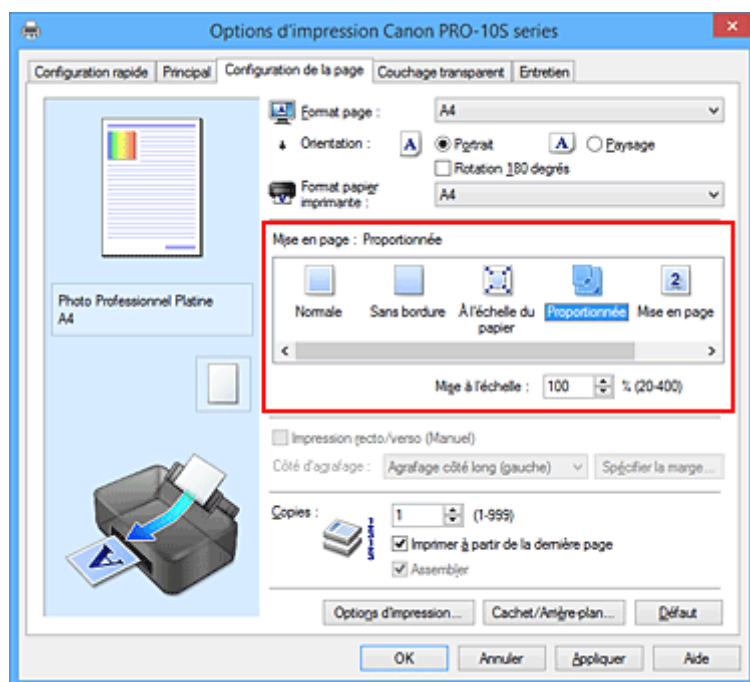 Options d'impression Canon PRO-10S series
Configuration rapide Principal Configuration de la page Couchage transparent Entretien
Format page : A4
Orientation : A Portrait A Paysage
Rotation 180 degrés
Format papier imprimante : A4
Mise en page : Proportionnée
Normale Sans bordure À l'échelle du papier Proportionnée Mise en page
2
Mise à l'échelle : 100 % (20-400)
Photo Professionnel Platine
A4
Impression recto/verso (Manuel)
Côté d'agrafage : Agrafage côté long (gauche) Spécifier la marge...
Copies : 1 (1-999)
Imprimer à partir de la dernière page
Assembler
A
Options d'impression... Cachet/Arrière-plan... Défaut
OK Annuler Appliquer Aide